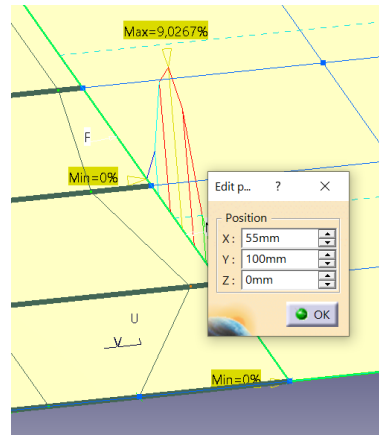 Max=9,0267%
F
Min=0%
Edit p... ? ×
Position
X: 55mm
Y: 100mm
Z: 0mm
OK
U
V
Min=0%